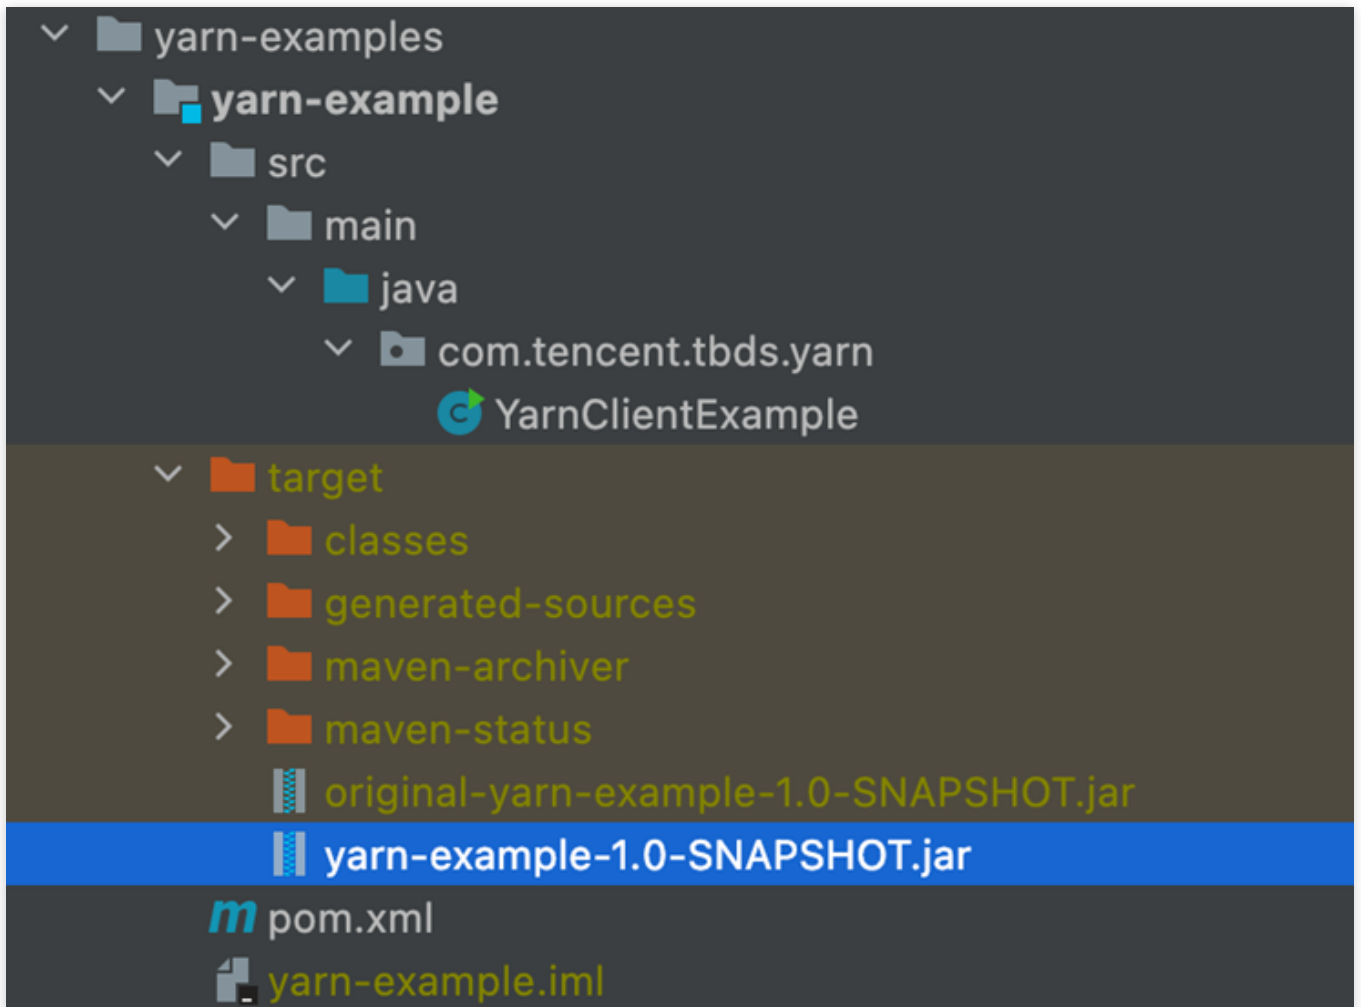 yarn-examples
yarn-example
src
main
java
com.tencent.tbds.yarn
YarnClientExample
target
classes
generated-sources
maven-archiver
maven-status
original-yarn-example-1.0-SNAPSHOT.jar
yarn-example-1.0-SNAPSHOT.jar
pom.xml
yarn-example.iml